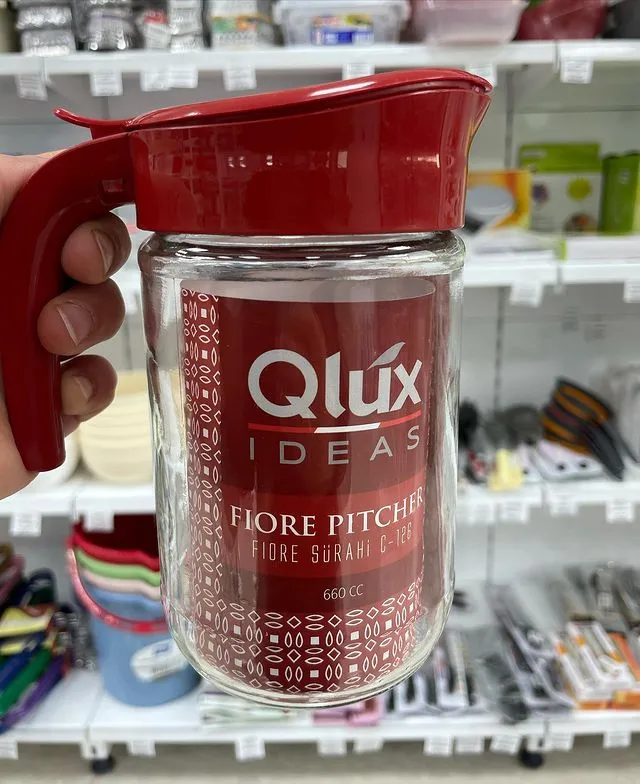 Qlux
IDEAS
FIORE PITCHER
FIORE SÜRAHİ C-126
660 CC